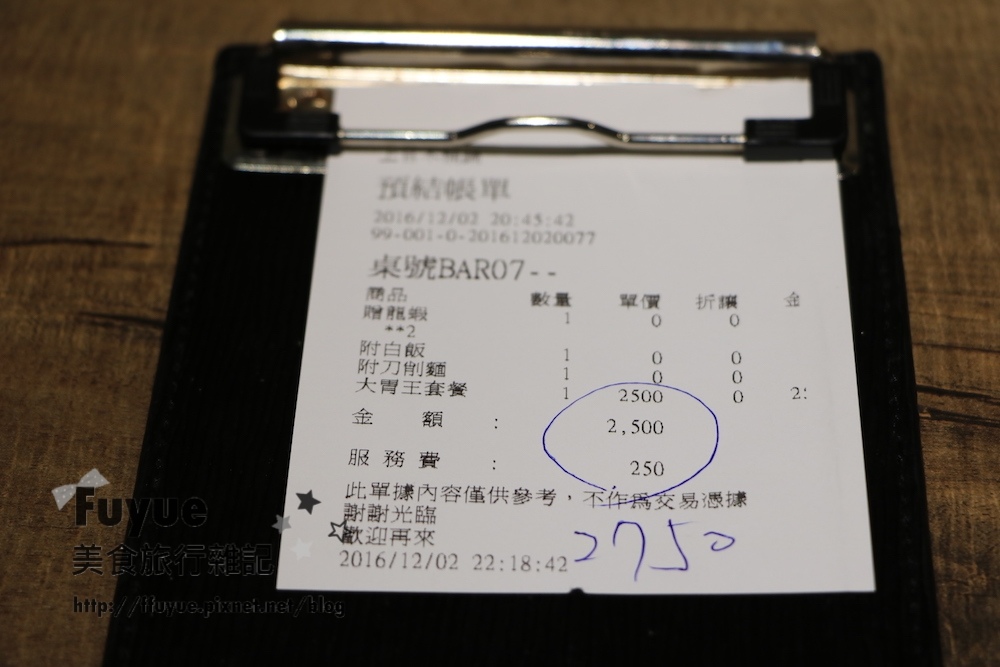 預結帳單
2016/12/02 20:45:42
99-001-0-201612020077
桌號BAR07--
商品 數量 單價 折讓 金
贈龍蝦 1 0 0
**2
附白飯 1 0 0
附刀削麵 1 0 0
大胃王套餐 1 2500 0 2
金 額 : 2,500
服務費 : 250
此單據內容僅供參考，不作為交易憑據
謝謝光臨
歡迎再來
2016/12/02 22:18:42
2750
Fuyue
美食旅行雜記
http://ffuyue.pixnet.net/blog